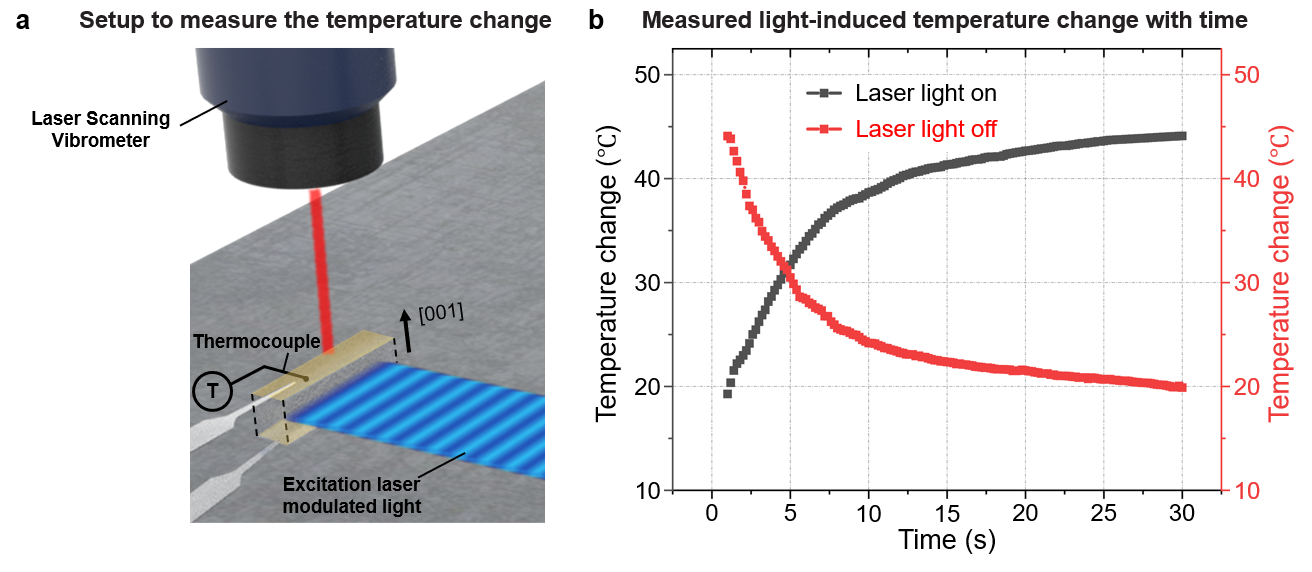 a Setup to measure the temperature change
Laser Scanning
Vibrometer
[001]
Thermocouple
T
Excitation laser
modulated light
b Measured light-induced temperature change with time
Laser light on
Laser light off
Temperature change (°C)
50
40
30
20
10
0 5 10 15 20 25 30
Time (s)
50
40
30
20
10
Temperature change (°C)